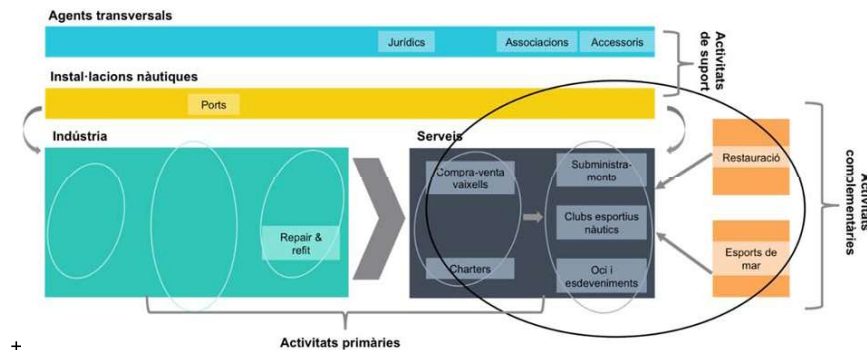 Agents transversals
Jurídics
Associacions
Accessoris
Activitats
de suport
Instal·lacions nàutiques
Ports
Indústria
Serveis
Repair &
refit
Compra-venta
vaixells
Charters
Subministra-
monto
Clubs esportius
nàutics
Oci i
esdeveniments
Restauració
Esports de
mar
Activitats
complementàries
Activitats primàries
+